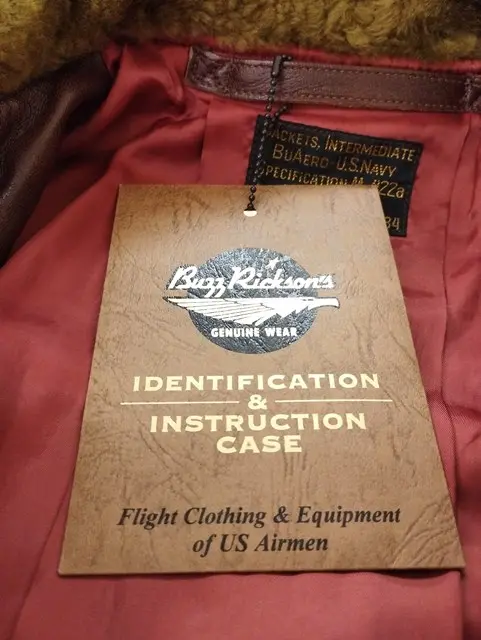 JACKETS, INTERMEDIATE
BUAERO-U.S.NAVY
SPECIFICATION M-422a
Buzz Rickson's
GENUINE WEAR
IDENTIFICATION
&
INSTRUCTION
CASE
Flight Clothing & Equipment
of US Airmen